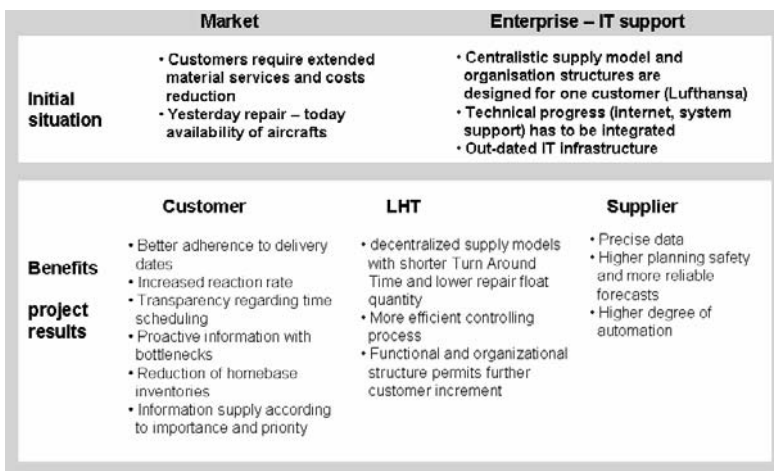 Market
Enterprise – IT support
Initial
situation
• Customers require extended
material services and costs
reduction
• Yesterday repair – today
availability of aircrafts
• Centralistic supply model and
organisation structures are
designed for one customer (Lufthansa)
• Technical progress (internet, system
support) has to be integrated
• Out-dated IT infrastructure
Benefits
project
results
Customer
• Better adherence to delivery
dates
• Increased reaction rate
• Transparency regarding time
scheduling
• Proactive information with
bottlenecks
• Reduction of homebase
inventories
• Information supply according
to importance and priority
LHT
• decentralized supply models
with shorter Turn Around
Time and lower repair float
quantity
• More efficient controlling
process
• Functional and organizational
structure permits further
customer increment
Supplier
• Precise data
• Higher planning safety
and more reliable
forecasts
• Higher degree of
automation